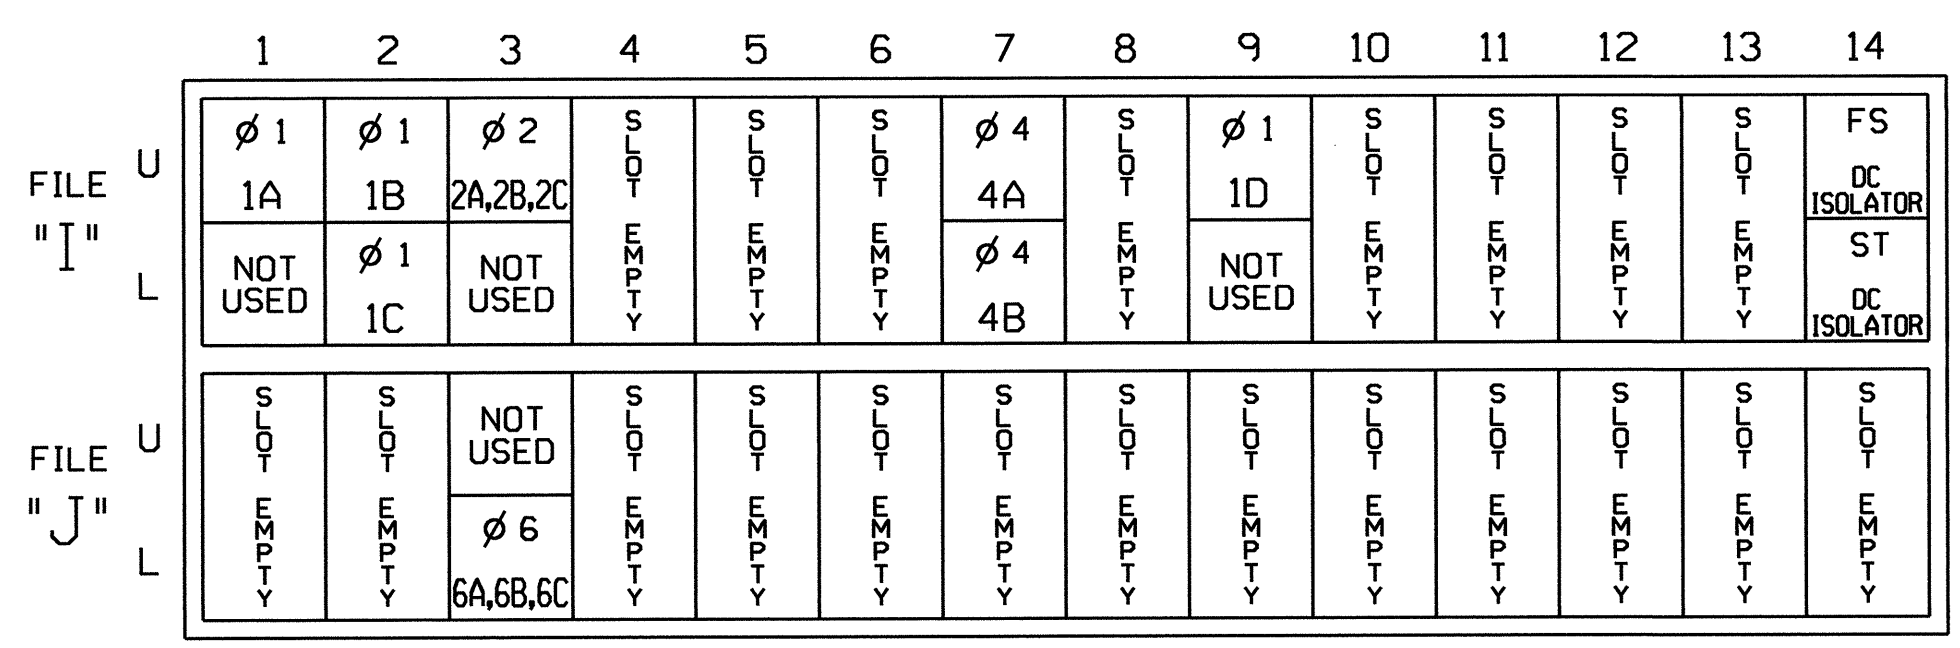 1 2 3 4 5 6 7 8 9 10 11 12 13 14
FILE "I"
U
L
ø 1
1A
NOT USED
ø 1
1B
ø 1
1C
ø 2
2A,2B,2C
NOT USED
SLOT EMPTY
SLOT EMPTY
SLOT EMPTY
ø 4
4A
ø 4
4B
SLOT EMPTY
ø 1
1D
NOT USED
SLOT EMPTY
SLOT EMPTY
SLOT EMPTY
SLOT EMPTY
FS
DC
ISOLATOR
ST
DC
ISOLATOR
FILE "J"
U
L
SLOT EMPTY
SLOT EMPTY
NOT USED
ø 6
6A,6B,6C
SLOT EMPTY
SLOT EMPTY
SLOT EMPTY
SLOT EMPTY
SLOT EMPTY
SLOT EMPTY
SLOT EMPTY
SLOT EMPTY
SLOT EMPTY
SLOT EMPTY
SLOT EMPTY